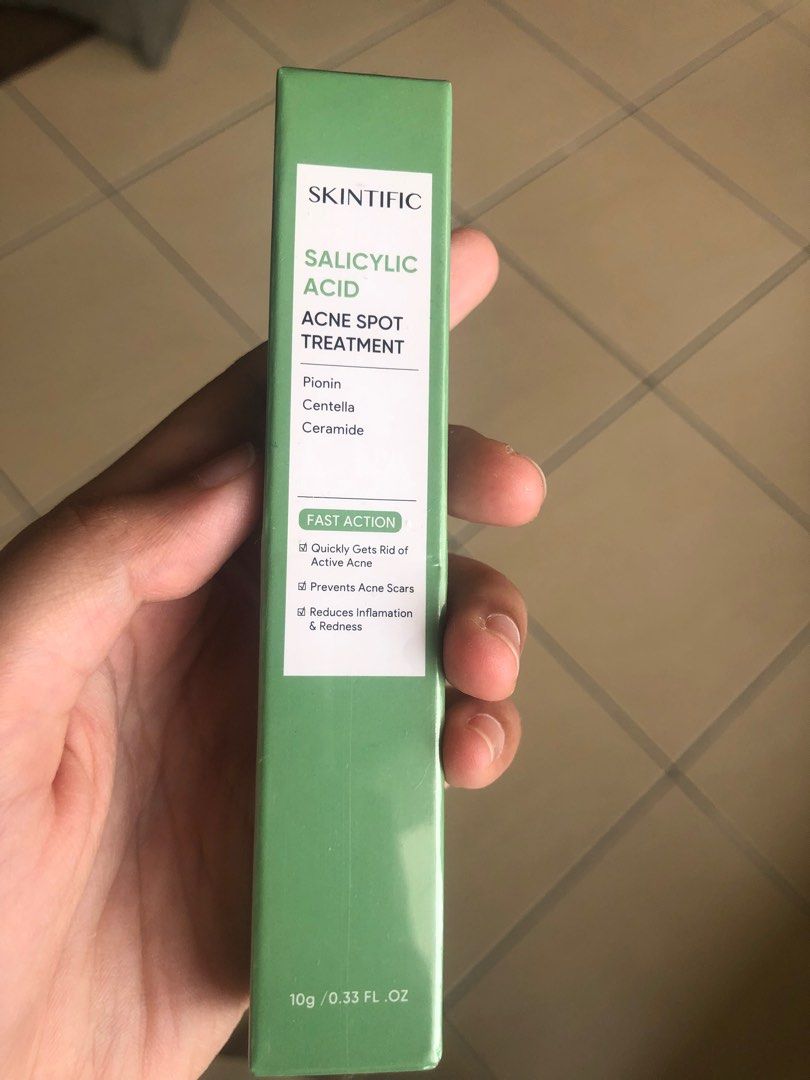 SKINTIFIC
SALICYLIC
ACID
ACNE SPOT
TREATMENT
Pionin
Centella
Ceramide
FAST ACTION
☑ Quickly Gets Rid of
Active Acne
☑ Prevents Acne Scars
☑ Reduces Inflamation
& Redness
10g /0.33 FL .OZ